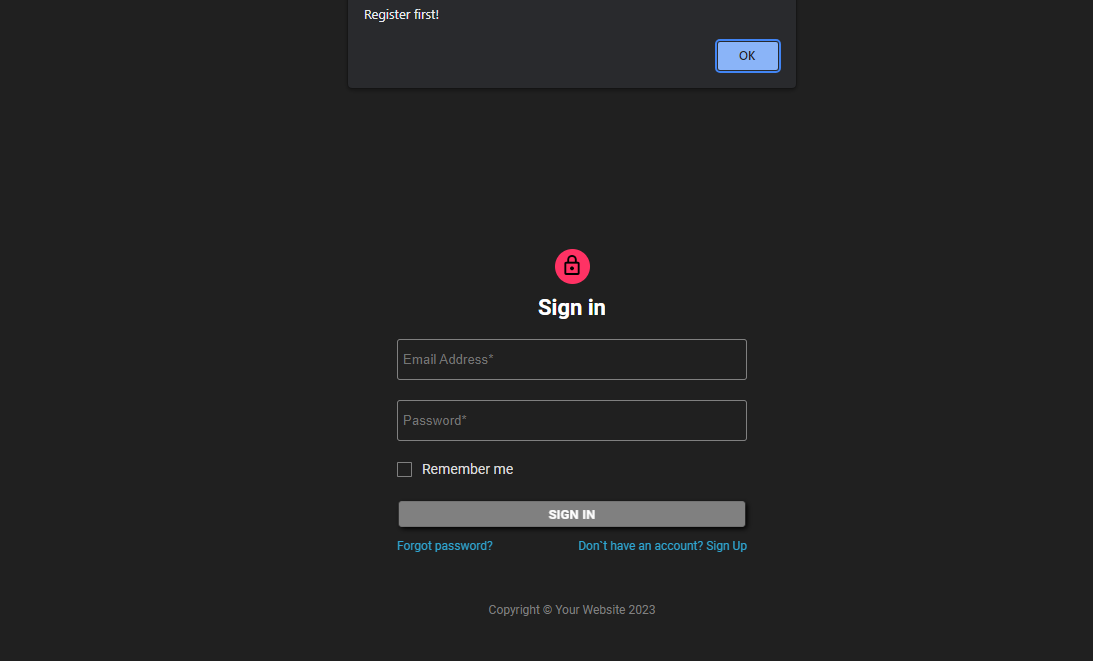 Register first!
OK
Sign in
Email Address*
Password*
Remember me
SIGN IN
Forgot password?
Don`t have an account? Sign Up
Copyright © Your Website 2023